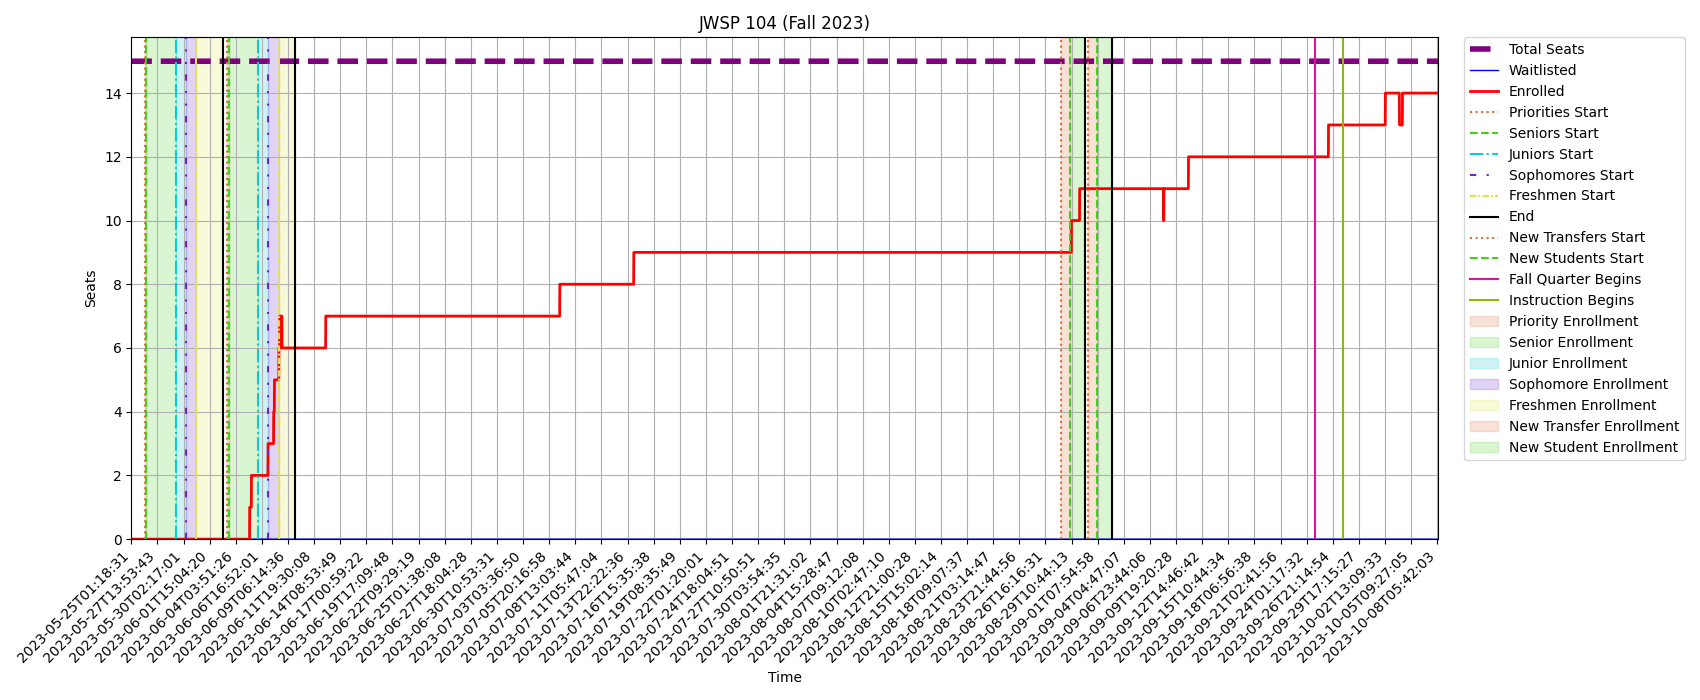 JWSP 104 (Fall 2023)
Seats
14
12
10
8
6
4
2
0
2023-05-25T01:18:31
2023-05-27T13:53:43
2023-05-30T02:17:01
2023-06-01T15:04:20
2023-06-04T03:51:26
2023-06-06T16:52:01
2023-06-09T06:14:36
2023-06-11T19:30:08
2023-06-14T08:53:49
2023-06-17T00:59:22
2023-06-19T17:09:48
2023-06-22T09:29:19
2023-06-25T01:38:09
2023-06-27T18:04:28
2023-06-30T10:53:31
2023-07-03T03:36:50
2023-07-05T20:16:58
2023-07-08T13:03:44
2023-07-11T05:47:04
2023-07-13T22:22:36
2023-07-16T15:35:38
2023-07-19T08:35:49
2023-07-22T01:20:01
2023-07-24T18:04:51
2023-07-27T10:50:51
2023-07-30T03:54:35
2023-08-01T21:31:02
2023-08-04T15:28:47
2023-08-07T09:12:08
2023-08-10T02:47:10
2023-08-12T21:00:28
2023-08-15T15:02:14
2023-08-18T09:07:37
2023-08-21T03:14:47
2023-08-23T21:44:56
2023-08-26T16:16:31
2023-08-29T10:44:13
2023-09-01T07:54:58
2023-09-04T04:47:07
2023-09-06T23:44:06
2023-09-09T19:20:28
2023-09-12T14:46:42
2023-09-15T10:44:34
2023-09-18T06:56:38
2023-09-21T02:41:56
2023-09-24T01:17:32
2023-09-26T21:14:54
2023-09-29T17:15:27
2023-10-02T13:09:33
2023-10-05T09:27:05
2023-10-08T05:42:03
Time
Total Seats
Waitlisted
Enrolled
Priorities Start
Seniors Start
Juniors Start
Sophomores Start
Freshmen Start
End
New Transfers Start
New Students Start
Fall Quarter Begins
Instruction Begins
Priority Enrollment
Senior Enrollment
Junior Enrollment
Sophomore Enrollment
Freshmen Enrollment
New Transfer Enrollment
New Student Enrollment